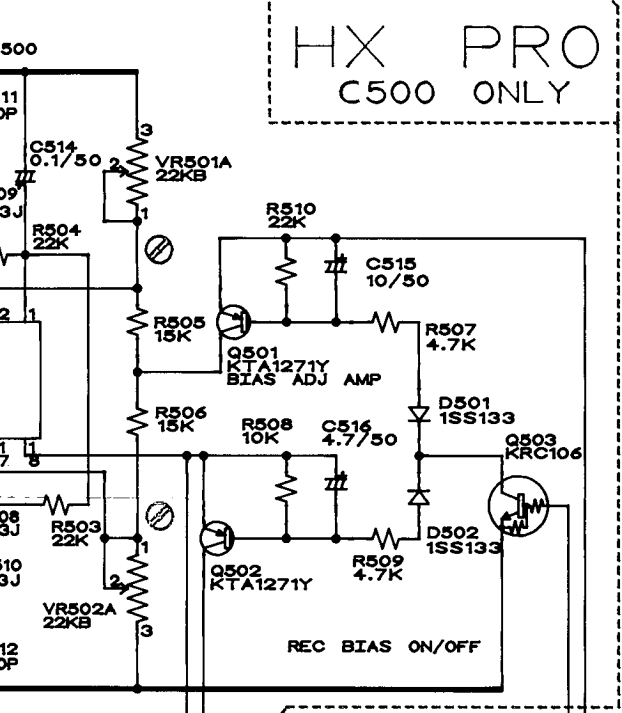 HX PRO
C500 ONLY
500
11
0P
C514
0.1/50
3
2
VR501A
22KB
1
09
3J
R504
22K
R510
22K
C515
10/50
2
1
R505
15K
Q501
KTA1271Y
BIAS ADJ AMP
R507
4.7K
R506
15K
R508
10K
C516
4.7/50
D501
1SS133
Q503
KRC106
1
7
1
8
08
3J
R503
22K
1
Q502
KTA1271Y
R509
4.7K
D502
1SS133
10
3J
2
VR502A
22KB
3
12
0P
REC BIAS ON/OFF